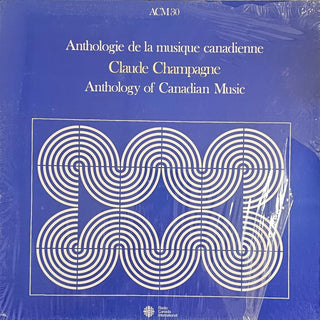 ACM 30
Anthologie de la musique canadienne
Claude Champagne
Anthology of Canadian Music
Radio
Canada
International